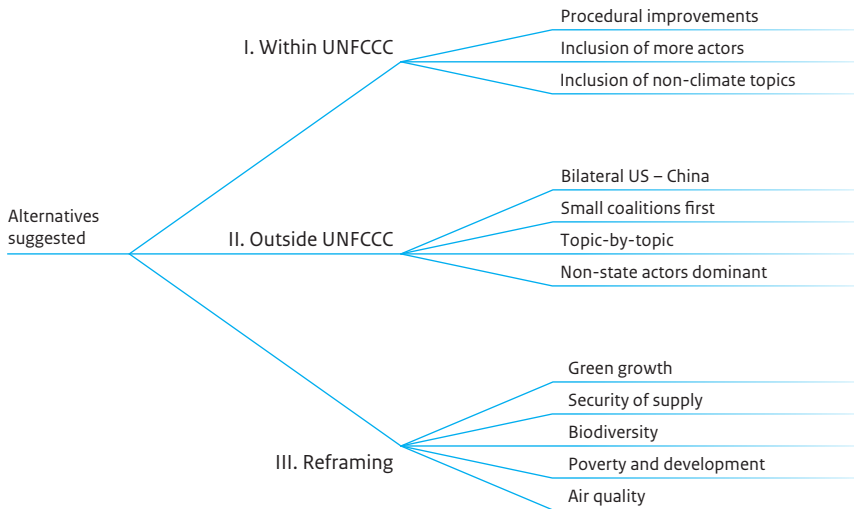 Alternatives
suggested
I. Within UNFCCC
Procedural improvements
Inclusion of more actors
Inclusion of non-climate topics
II. Outside UNFCCC
Bilateral US – China
Small coalitions first
Topic-by-topic
Non-state actors dominant
III. Reframing
Green growth
Security of supply
Biodiversity
Poverty and development
Air quality